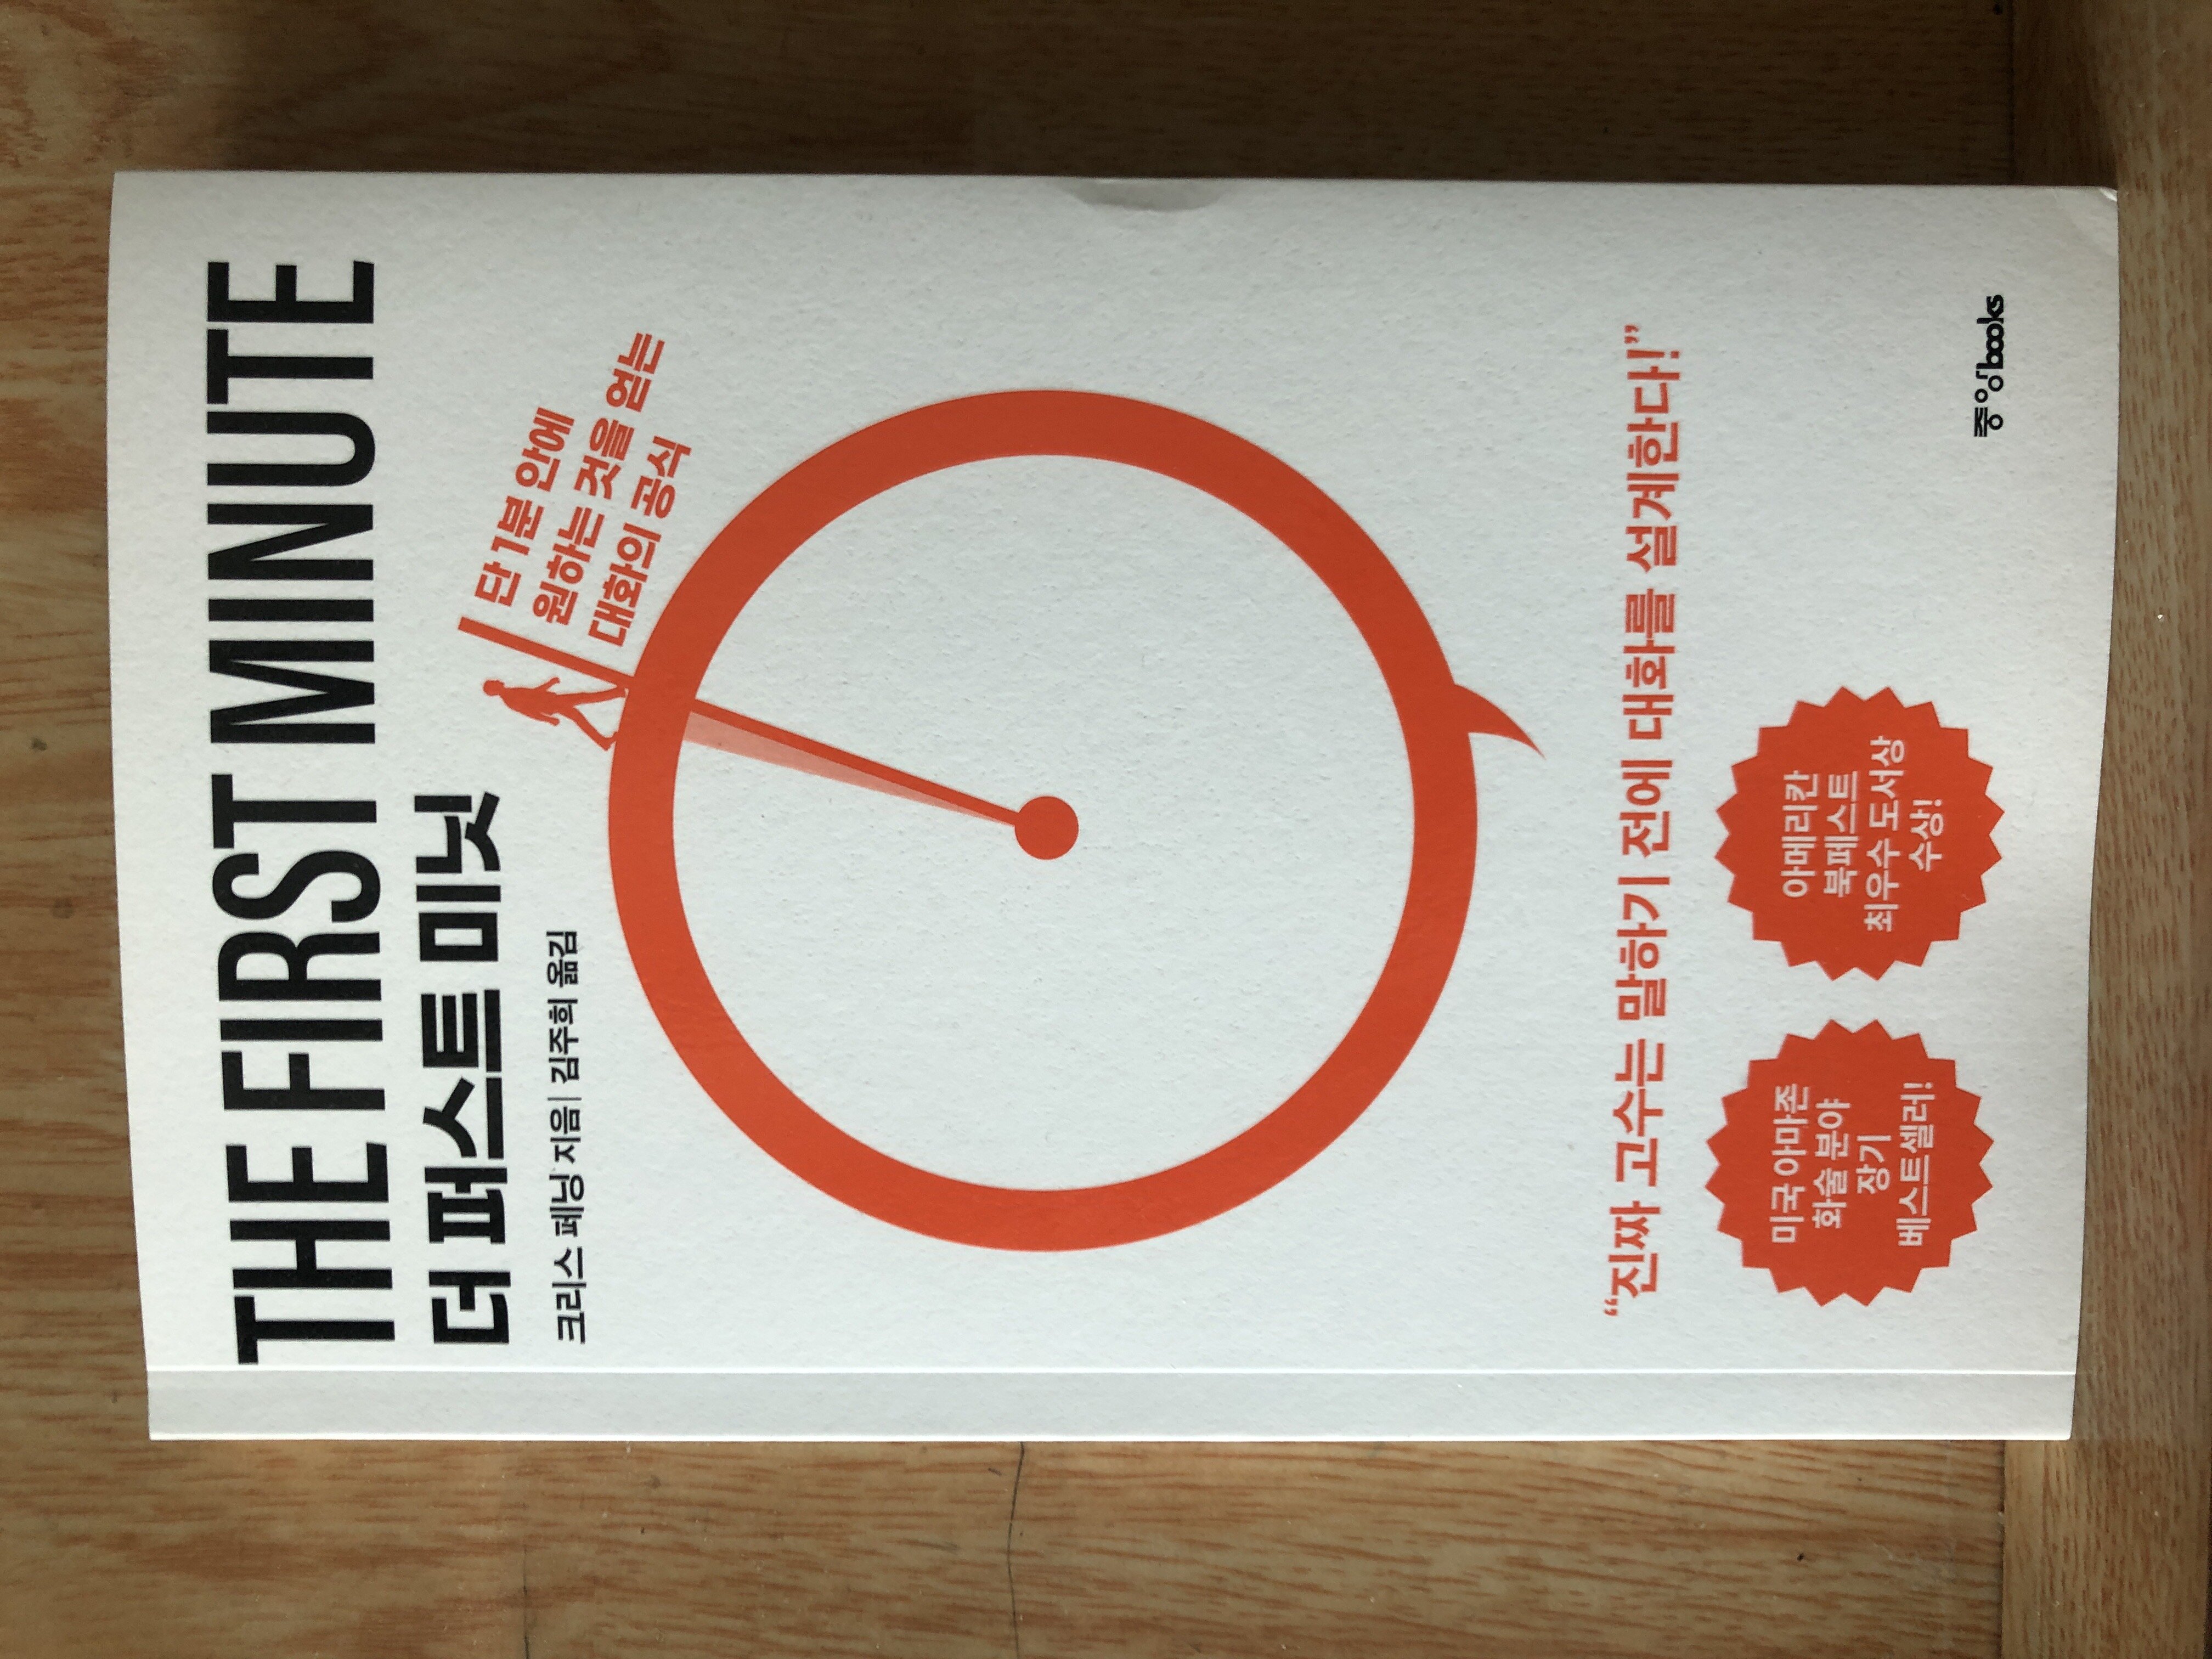 THE FIRST MINUTE
더 퍼스트 미닛
크리스 페닝 지음 | 김주희 옮김
단 1분 안에
원하는 것을 얻는
대화의 공식
“진짜 고수는 말하기 전에 대화를 설계한다!”
미국 아마존
화술 분야
장기
베스트셀러!
아메리칸
북페스트
최우수 도서상
수상!
중앙books